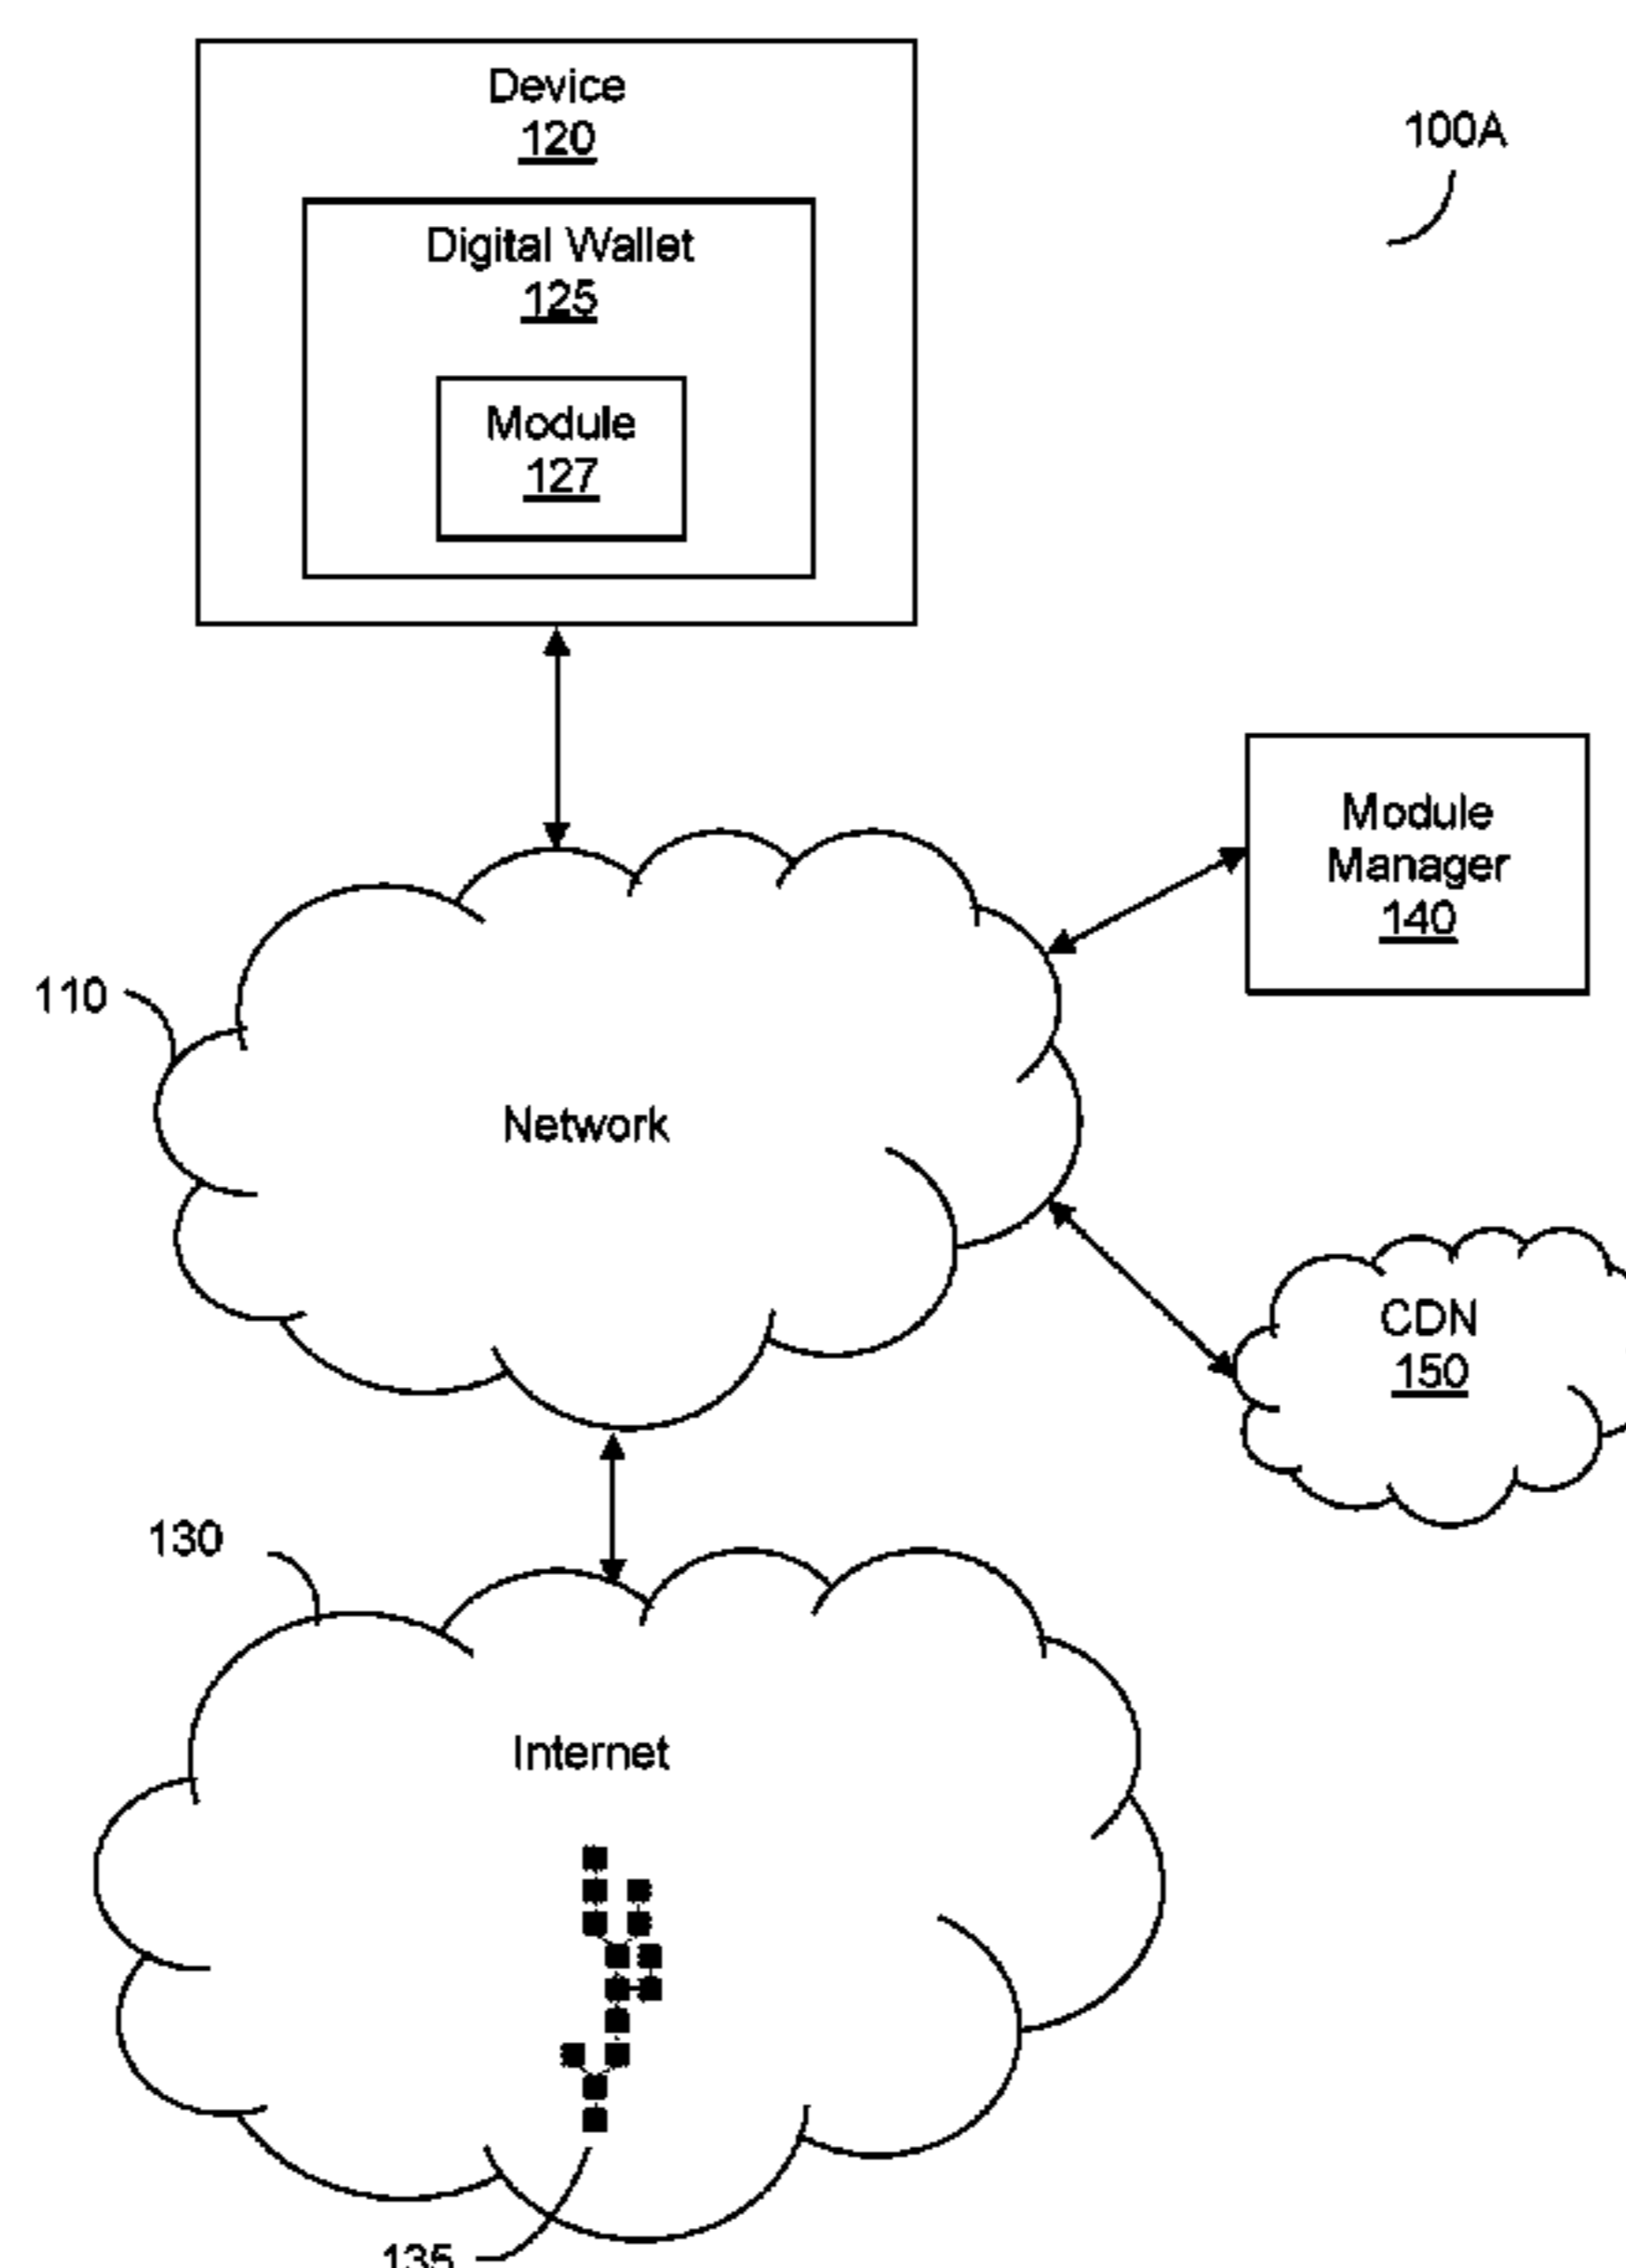 Device
120
100A
Digital Wallet
125
Module
127
Module
Manager
140
110
Network
CDN
150
130
Internet
135